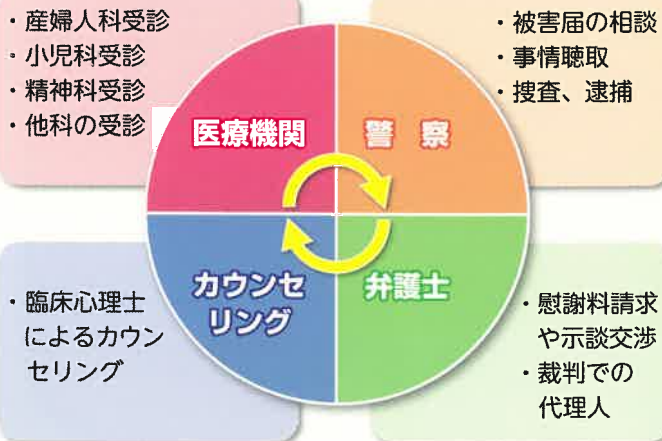 ・産婦人科受診
・小児科受診
・精神科受診
・他科の受診
医療機関
・被害届の相談
・事情聴取
・捜査、逮捕
警 察
カウンセ
リング
・臨床心理士
によるカウン
セリング
弁護士
・慰謝料請求
や示談交渉
・裁判での
代理人